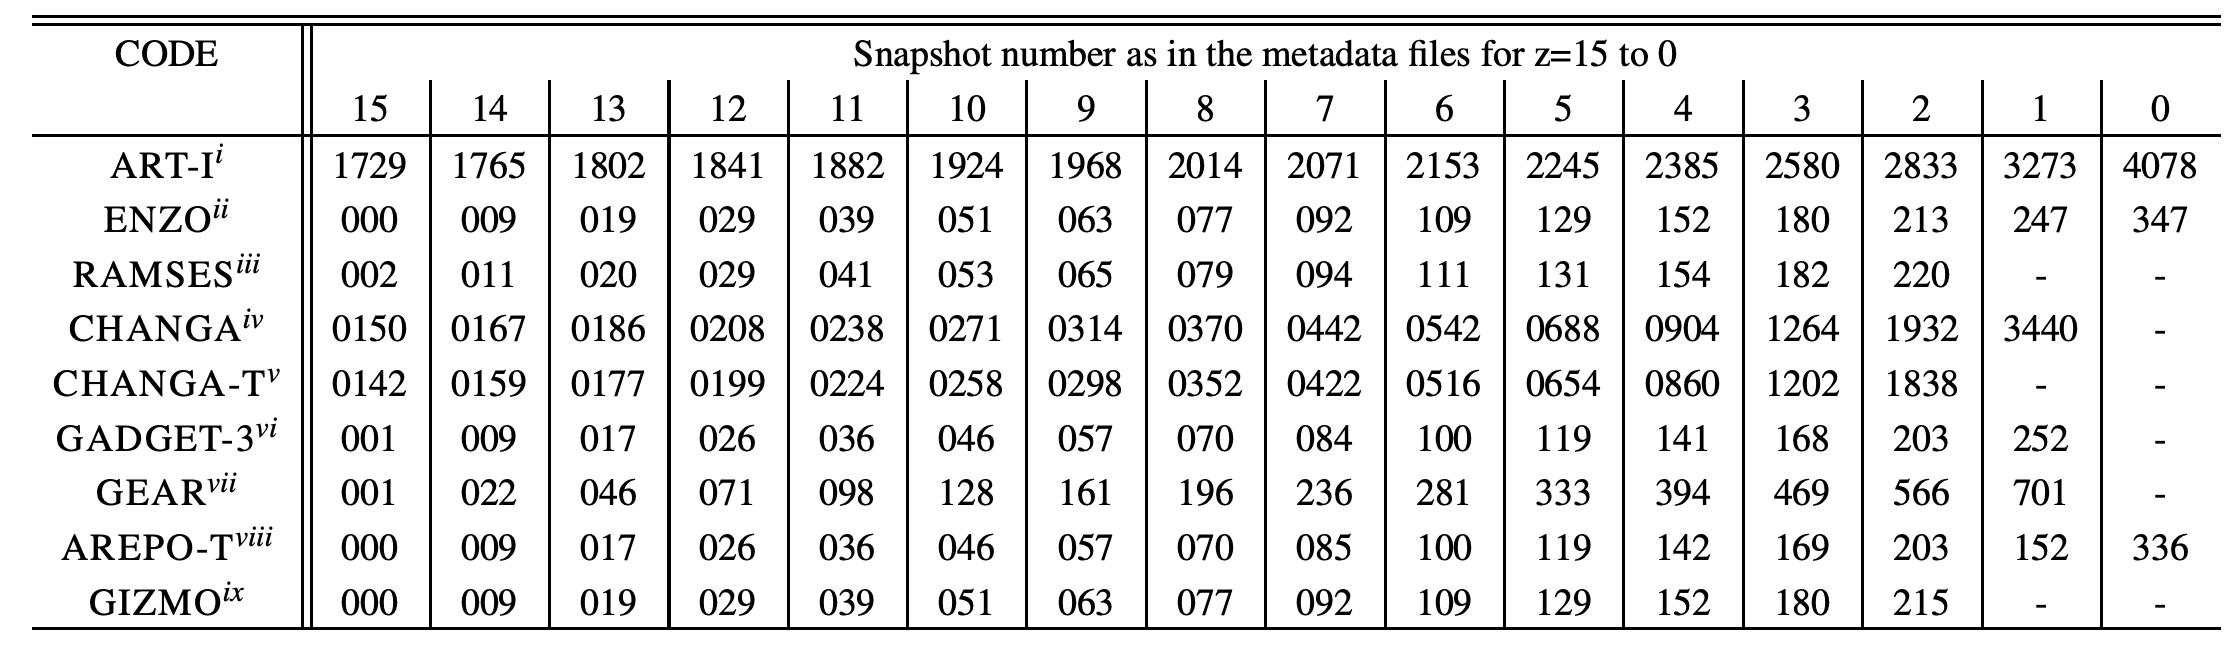 CODE Snapshot number as in the metadata files for z=15 to 0
15 14 13 12 11 10 9 8 7 6 5 4 3 2 1 0
ART-I^i 1729 1765 1802 1841 1882 1924 1968 2014 2071 2153 2245 2385 2580 2833 3273 4078
ENZO^ii 000 009 019 029 039 051 063 077 092 109 129 152 180 213 247 347
RAMSES^iii 002 011 020 029 041 053 065 079 094 111 131 154 182 220 - -
CHANGA^iv 0150 0167 0186 0208 0238 0271 0314 0370 0442 0542 0688 0904 1264 1932 3440 -
CHANGA-T^v 0142 0159 0177 0199 0224 0258 0298 0352 0422 0516 0654 0860 1202 1838 - -
GADGET-3^vi 001 009 017 026 036 046 057 070 084 100 119 141 168 203 252 -
GEAR^vii 001 022 046 071 098 128 161 196 236 281 333 394 469 566 701 -
AREPO-T^viii 000 009 017 026 036 046 057 070 085 100 119 142 169 203 152 336
GIZMO^ix 000 009 019 029 039 051 063 077 092 109 129 152 180 215 - -